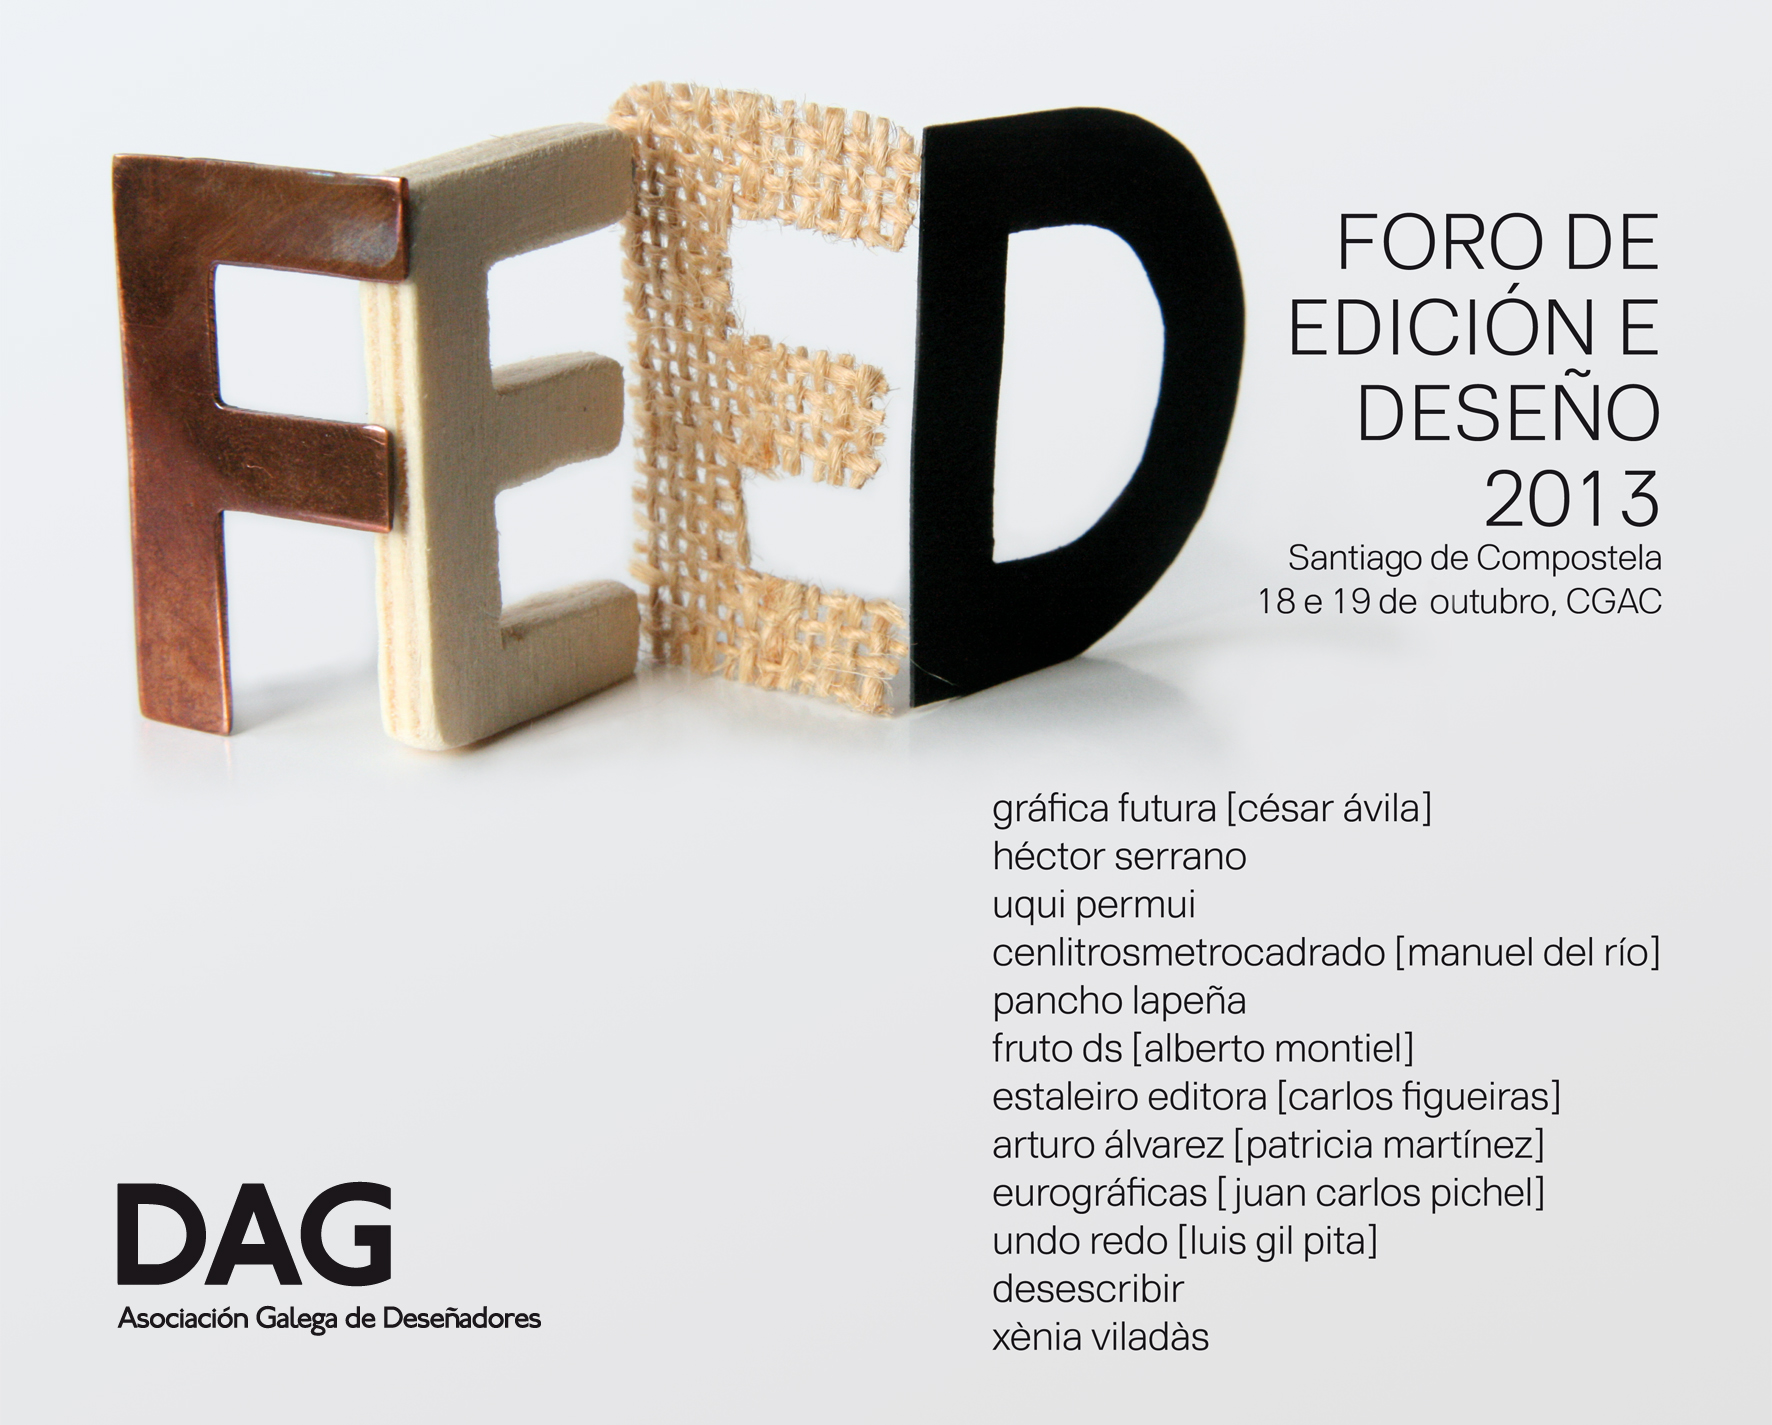 FEED
FORO DE
EDICIÓN E
DESEÑO
2013
Santiago de Compostela
18 e 19 de outubro, CGAC
gráfica futura [césar ávila]
héctor serrano
uqui permui
cenlitrosmetrocadrado [manuel del río]
pancho lapeña
fruto ds [alberto montiel]
estaleiro editora [carlos figueiras]
arturo álvarez [patricia martínez]
eurográficas [juan carlos pichel]
undo redo [luis gil pita]
desescribir
xènia viladàs
DAG
Asociación Galega de Deseñadores